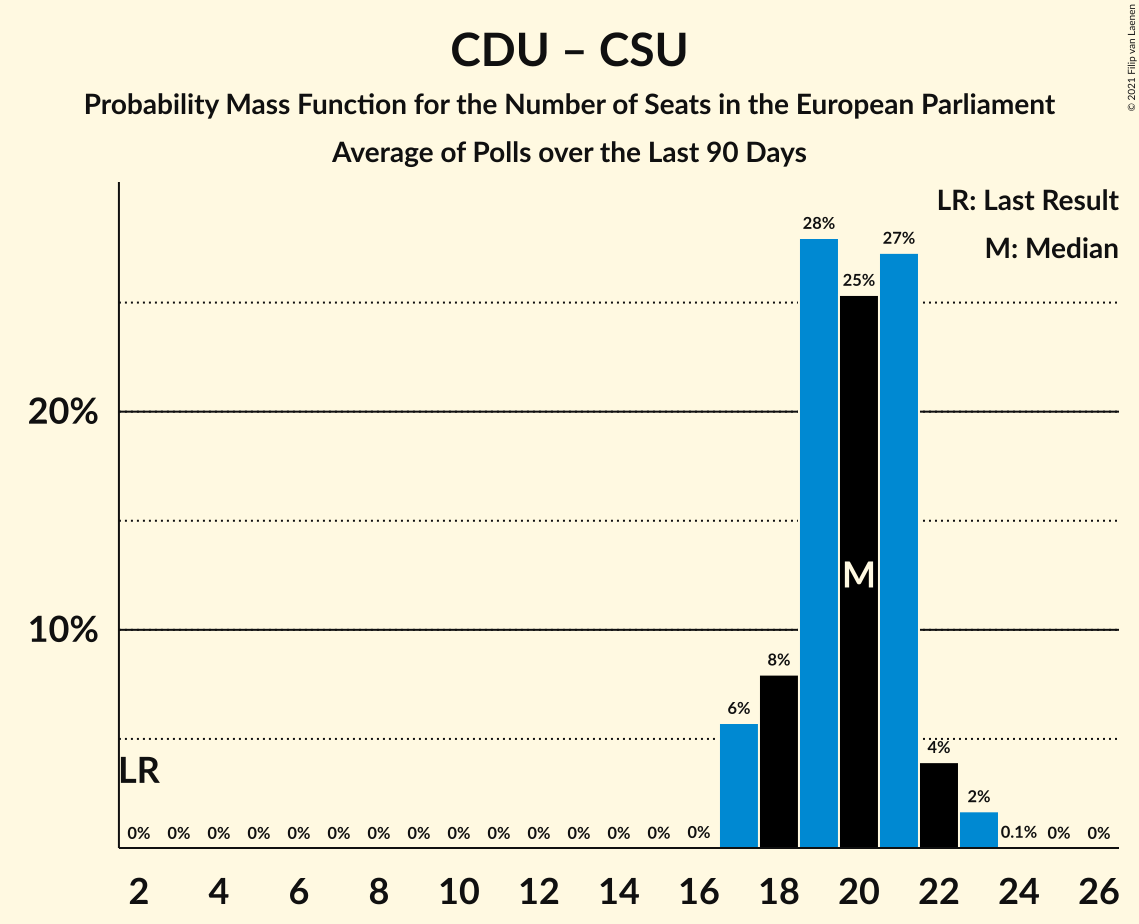 CDU – CSU
Probability Mass Function for the Number of Seats in the European Parliament
Average of Polls over the Last 90 Days
© 2021 Filip van Laenen
LR: Last Result
M: Median
28%
27%
25%
20%
M
10%
8%
6%
4%
LR
2%
0% 0% 0% 0% 0% 0% 0% 0% 0% 0% 0% 0% 0% 0% 0% 0.1% 0% 0%
2 4 6 8 10 12 14 16 18 20 22 24 26